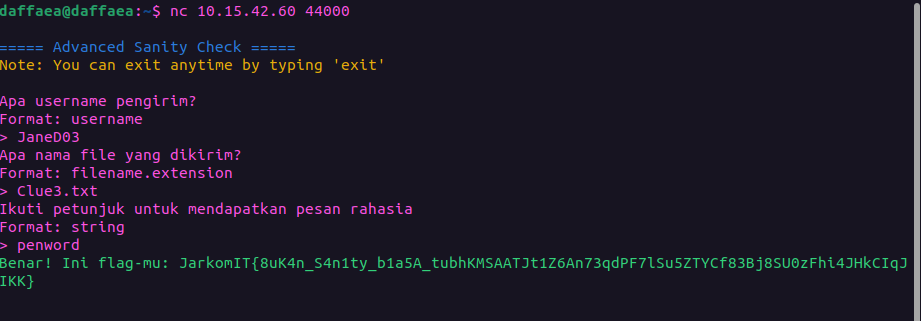 daffaea@daffaea:~$ nc 10.15.42.60 44000
===== Advanced Sanity Check =====
Note: You can exit anytime by typing 'exit'
Apa username pengirim?
Format: username
> JaneD03
Apa nama file yang dikirim?
Format: filename.extension
> Clue3.txt
Ikuti petunjuk untuk mendapatkan pesan rahasia
Format: string
> penword
Benar! Ini flag-mu: JarkomIT{8uK4n_S4n1ty_b1a5A_tubhKMSAATJt1Z6An73qdPF7lSu5ZTYCf83Bj8SU0zFhi4JHkCIqJ
IKK}